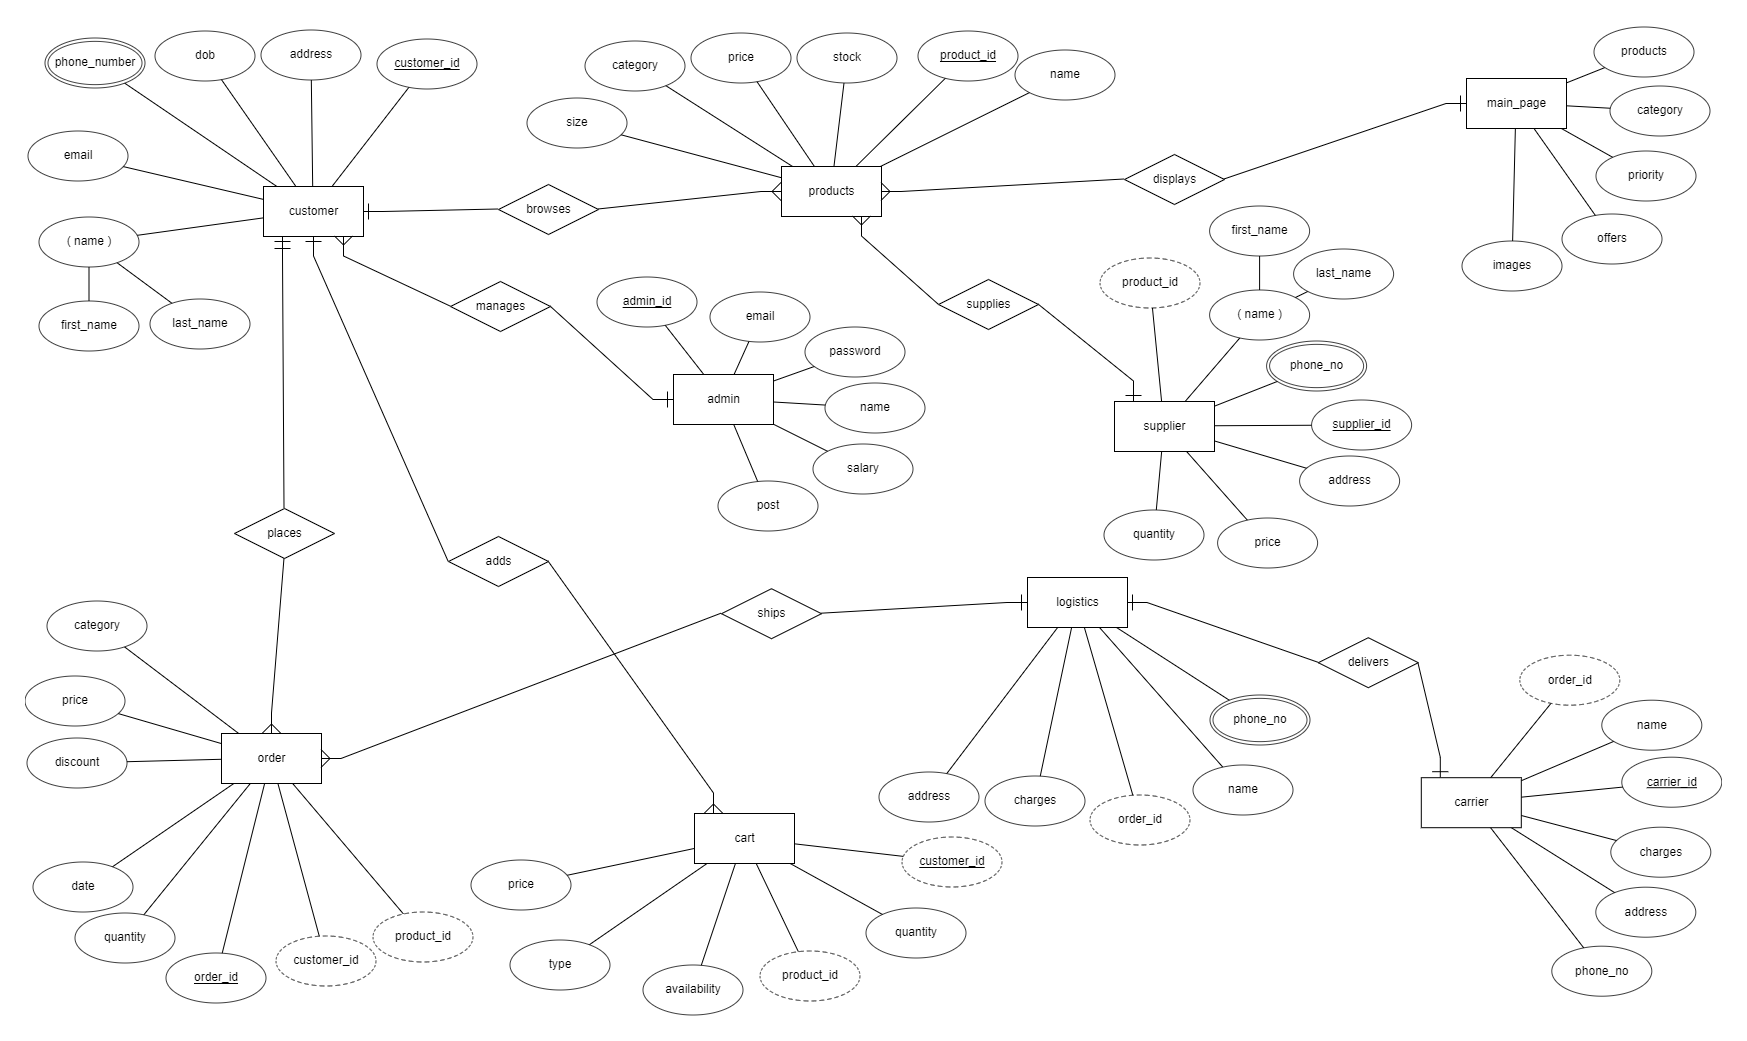 phone_number
dob
address
customer_id
email
customer
( name )
first_name
last_name
browses
size
category
price
stock
product_id
name
products
displays
main_page
products
category
priority
offers
images
manages
admin_id
email
password
name
salary
post
admin
supplies
product_id
first_name
last_name
( name )
phone_no
supplier_id
address
price
quantity
supplier
places
adds
ships
logistics
delivers
address
charges
order_id
name
phone_no
order_id
name
carrier_id
charges
address
phone_no
carrier
category
price
discount
order
date
quantity
order_id
customer_id
product_id
cart
price
type
availability
product_id
quantity
customer_id